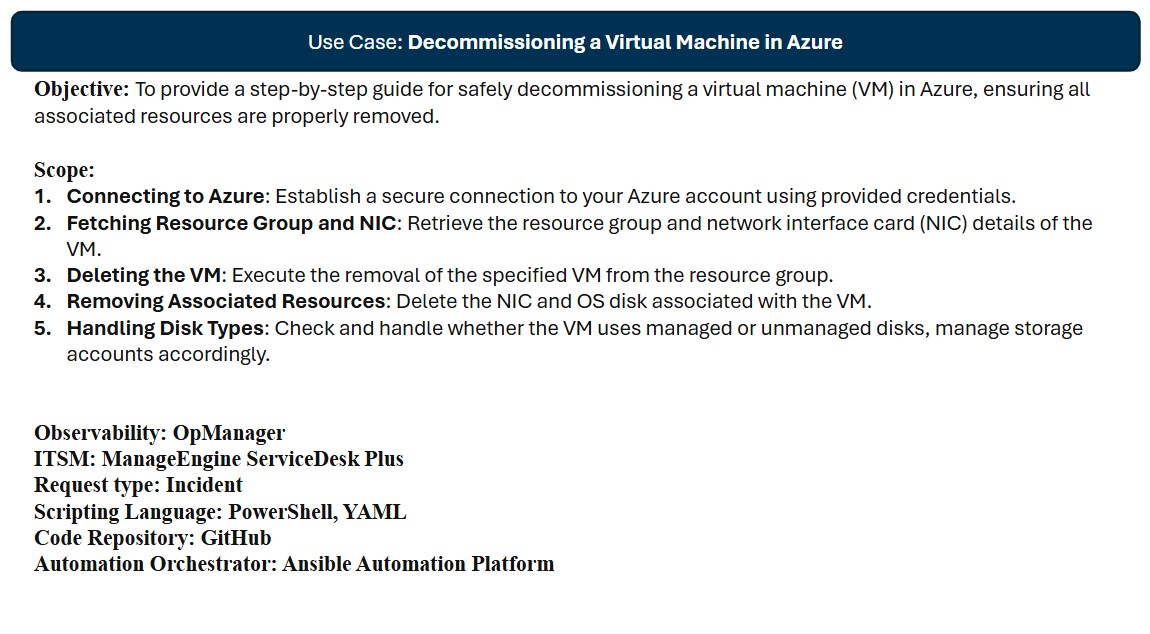 Use Case: Decommissioning a Virtual Machine in Azure
Objective: To provide a step-by-step guide for safely decommissioning a virtual machine (VM) in Azure, ensuring all
associated resources are properly removed.
Scope:
1. Connecting to Azure: Establish a secure connection to your Azure account using provided credentials.
2. Fetching Resource Group and NIC: Retrieve the resource group and network interface card (NIC) details of the
VM.
3. Deleting the VM: Execute the removal of the specified VM from the resource group.
4. Removing Associated Resources: Delete the NIC and OS disk associated with the VM.
5. Handling Disk Types: Check and handle whether the VM uses managed or unmanaged disks, manage storage
accounts accordingly.
Observability: OpManager
ITSM: ManageEngine ServiceDesk Plus
Request type: Incident
Scripting Language: PowerShell, YAML
Code Repository: GitHub
Automation Orchestrator: Ansible Automation Platform